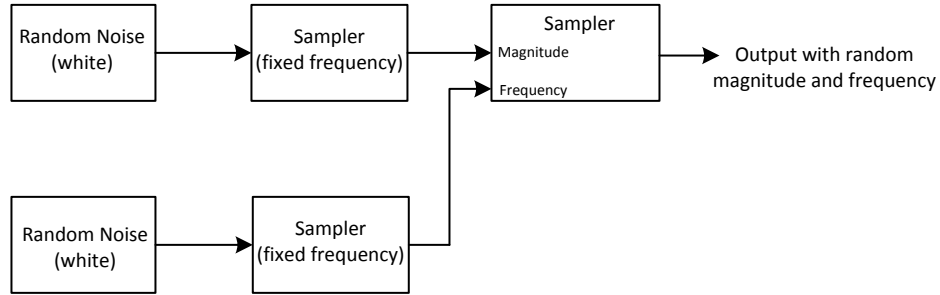 Random Noise
(white)
Sampler
(fixed frequency)
Sampler
Magnitude
Frequency
Output with random
magnitude and frequency
Random Noise
(white)
Sampler
(fixed frequency)